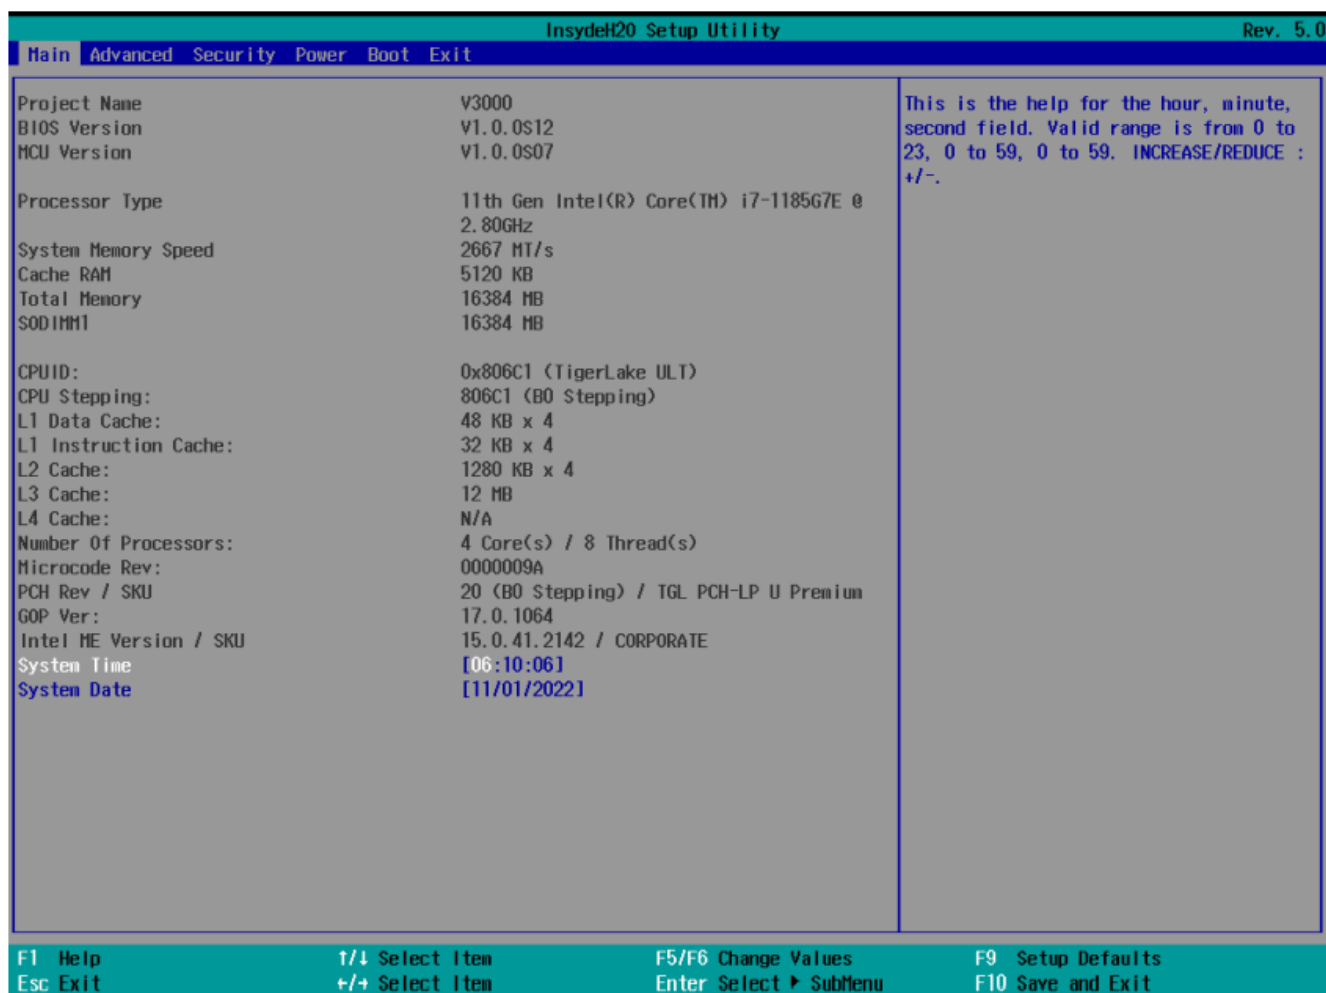 InsydeH20 Setup Utility Rev. 5.0
Main Advanced Security Power Boot Exit
Project Name V3000
BIOS Version V1.0.0S12
MCU Version V1.0.0S07
Processor Type 11th Gen Intel(R) Core(TM) i7-1185G7E @
2.80GHz
System Memory Speed 2667 MT/s
Cache RAM 5120 KB
Total Memory 16384 MB
SODIMM1 16384 MB
CPUID: 0x806C1 (TigerLake ULT)
CPU Stepping: 806C1 (B0 Stepping)
L1 Data Cache: 48 KB x 4
L1 Instruction Cache: 32 KB x 4
L2 Cache: 1280 KB x 4
L3 Cache: 12 MB
L4 Cache: N/A
Number Of Processors: 4 Core(s) / 8 Thread(s)
Microcode Rev: 0000009A
PCH Rev / SKU 20 (B0 Stepping) / TGL PCH-LP U Premium
GOP Ver: 17.0.1064
Intel ME Version / SKU 15.0.41.2142 / CORPORATE
System Time [06:10:06]
System Date [11/01/2022]
This is the help for the hour, minute,
second field. Valid range is from 0 to
23, 0 to 59, 0 to 59. INCREASE/REDUCE :
+/-.
F1 Help ↑/↓ Select Item F5/F6 Change Values F9 Setup Defaults
Esc Exit ←/→ Select Item Enter Select ▶ SubMenu F10 Save and Exit